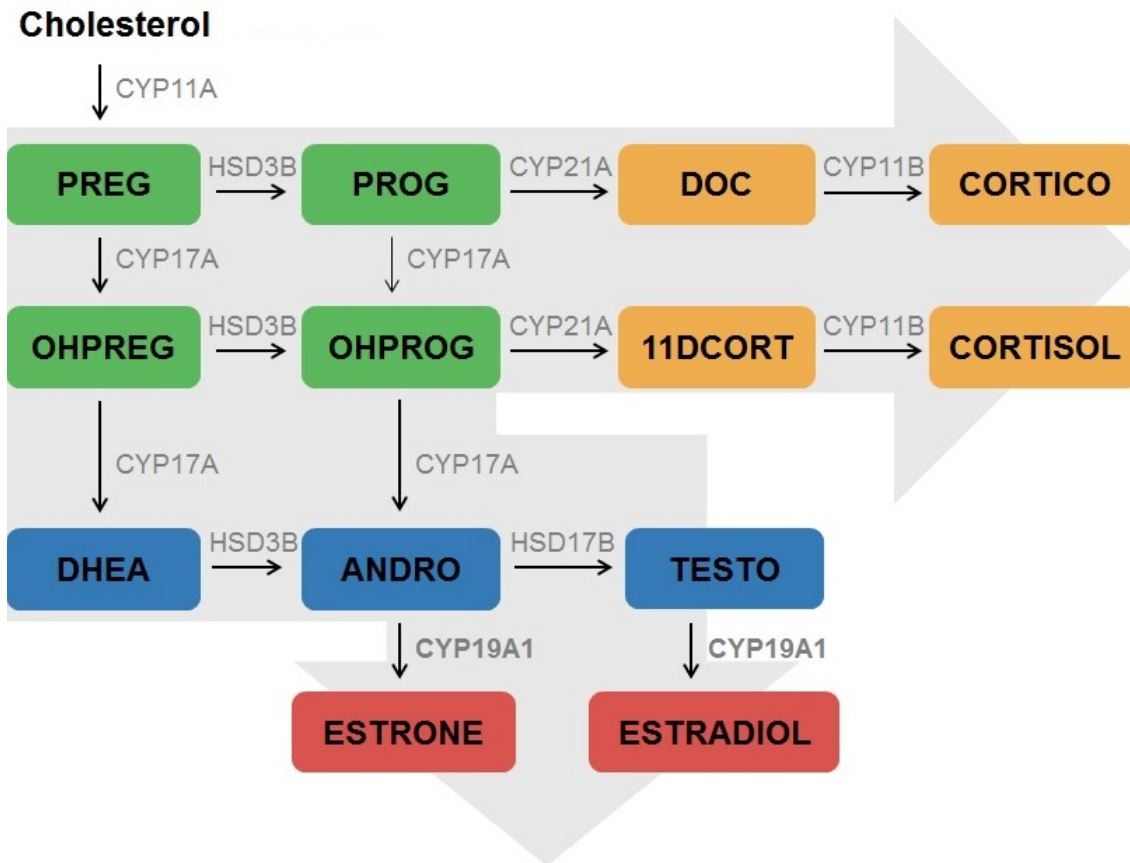 Cholesterol
CYP11A
PREG
HSD3B
PROG
CYP21A
DOC
CYP11B
CORTICO
CYP17A
CYP17A
OHPREG
HSD3B
OHPROG
CYP21A
11DCORT
CYP11B
CORTISOL
CYP17A
CYP17A
DHEA
HSD3B
ANDRO
HSD17B
TESTO
CYP19A1
CYP19A1
ESTRONE
ESTRADIOL